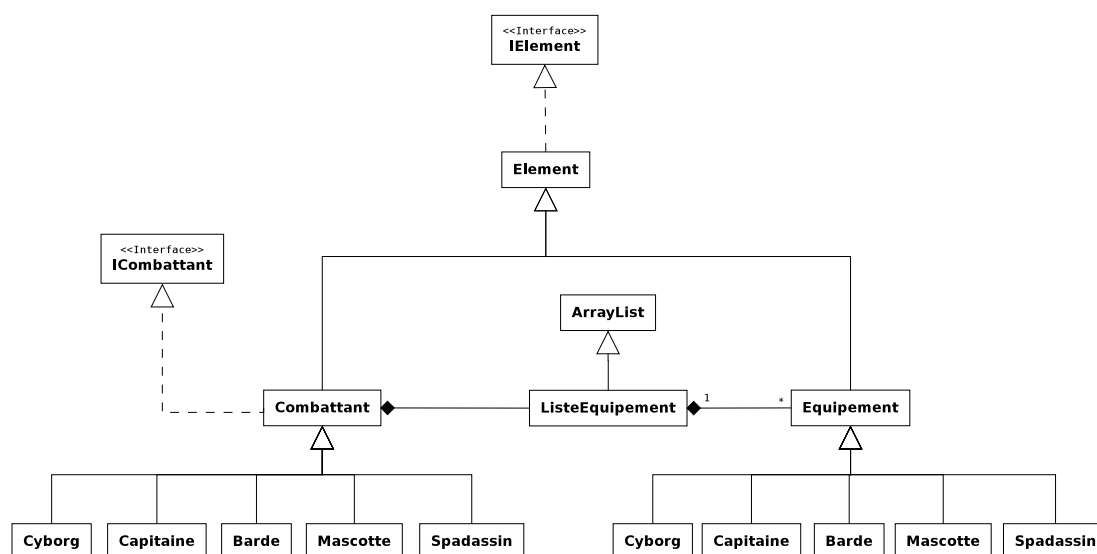 <<Interface>>
IElement
Element
<<Interface>>
ICombattant
ArrayList
Combattant
ListeEquipement
1
*
Equipement
Cyborg
Capitaine
Barde
Mascotte
Spadassin
Cyborg
Capitaine
Barde
Mascotte
Spadassin